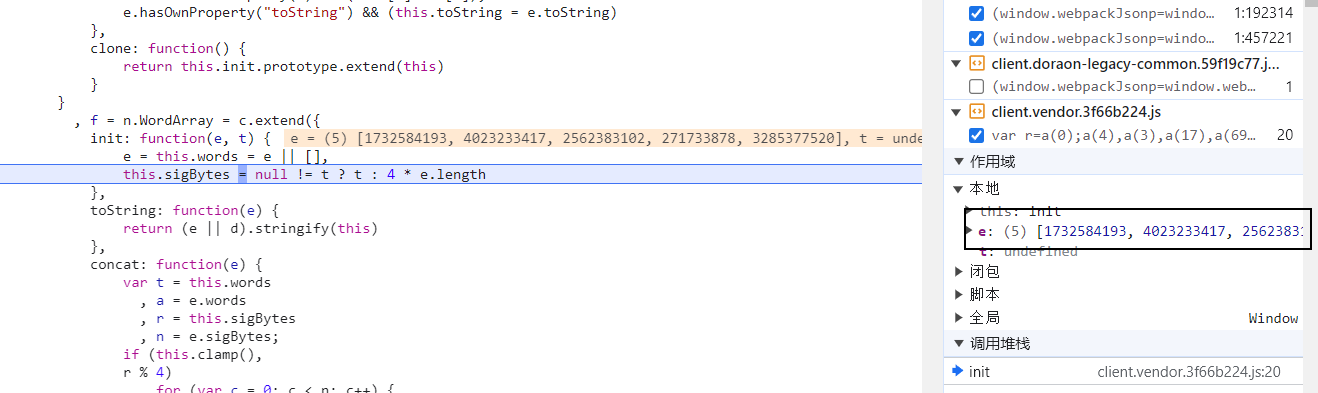 e.hasOwnProperty("toString") && (this.toString = e.toString)
},
clone: function() {
return this.init.prototype.extend(this)
}
}
, f = n.WordArray = c.extend({
init: function(e, t) { e = (5) [1732584193, 4023233417, 2562383102, 271733878, 3285377520], t = unde
e = this.words = e || [],
this.sigBytes = null != t ? t : 4 * e.length
},
toString: function(e) {
return (e || d).stringify(this)
},
concat: function(e) {
var t = this.words
, a = e.words
, r = this.sigBytes
, n = e.sigBytes;
if (this.clamp(),
r % 4)
for (var c = 0; c < n; c++) {
(window.webpackJsonp=windo… 1:192314
(window.webpackJsonp=windo… 1:457221
client.doraon-legacy-common.59f19c77.j...
(window.webpackJsonp=window.web… 1
client.vendor.3f66b224.js
var r=a(0);a(4),a(3),a(17),a(69… 20
作用域
本地
this: init
e: (5) [1732584193, 4023233417, 25623831
t: undefined
闭包
脚本
全局 Window
调用堆栈
init client.vendor.3f66b224.js:20